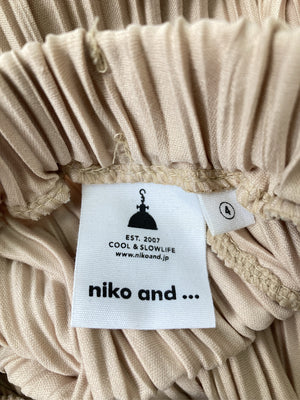 EST. 2007
COOL & SLOWLIFE
www.nikoand.jp
niko and ...
4